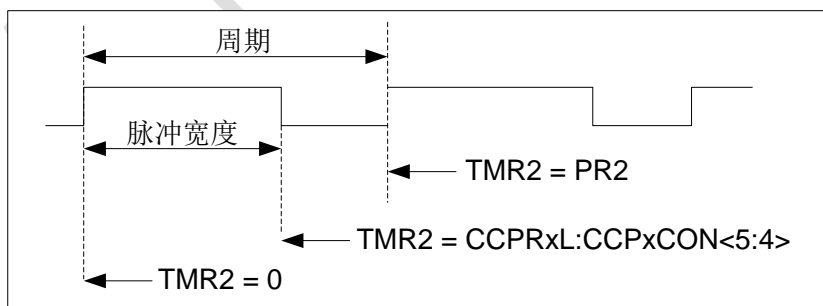 周期
脉冲宽度
TMR2 = PR2
TMR2 = CCPRxL:CCPxCON<5:4>
TMR2 = 0